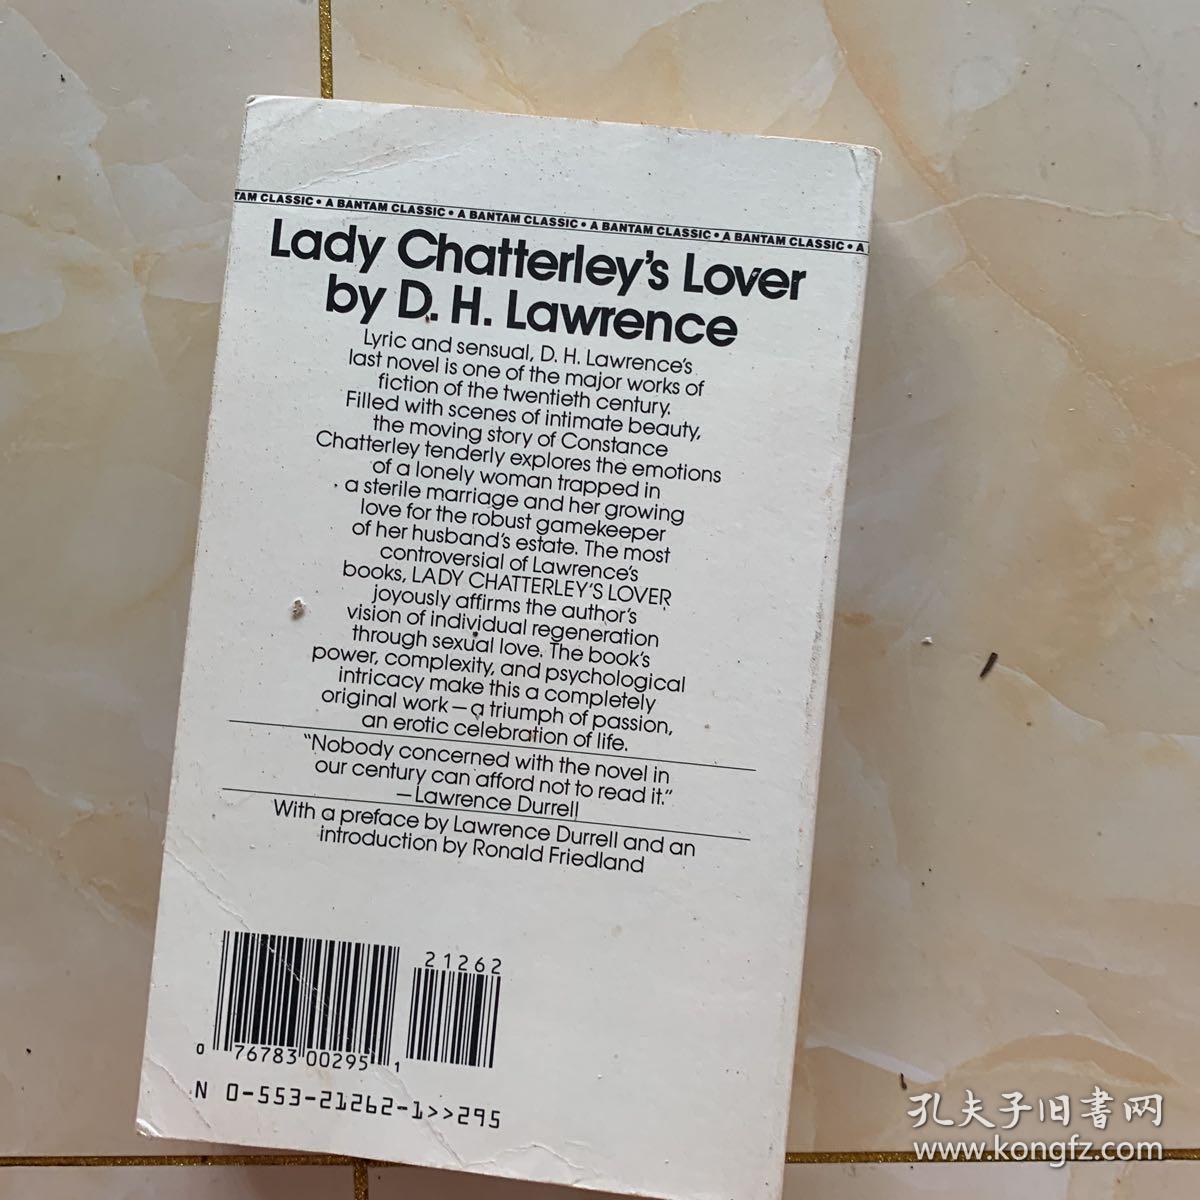 TAM CLASSIC • A BANTAM CLASSIC • A BANTAM CLASSIC • A BANTAM CLASSIC • A BANTAM CLASSIC • A
Lady Chatterley's Lover
by D. H. Lawrence
Lyric and sensual, D. H. Lawrence's
last novel is one of the major works of
fiction of the twentieth century.
Filled with scenes of intimate beauty,
the moving story of Constance
Chatterley tenderly explores the emotions
of a lonely woman trapped in
a sterile marriage and her growing
love for the robust gamekeeper
of her husband's estate. The most
controversial of Lawrence's
books, LADY CHATTERLEY'S LOVER
joyously affirms the author's
vision of individual regeneration
through sexual love. The book's
power, complexity, and psychological
intricacy make this a completely
original work—a triumph of passion,
an erotic celebration of life.
"Nobody concerned with the novel in
our century can afford not to read it."
—Lawrence Durrell
With a preface by Lawrence Durrell and an
introduction by Ronald Friedland
21262
0 76783 00295 1
N 0-553-21262-1>>295
孔夫子旧書网
www.kongfz.com